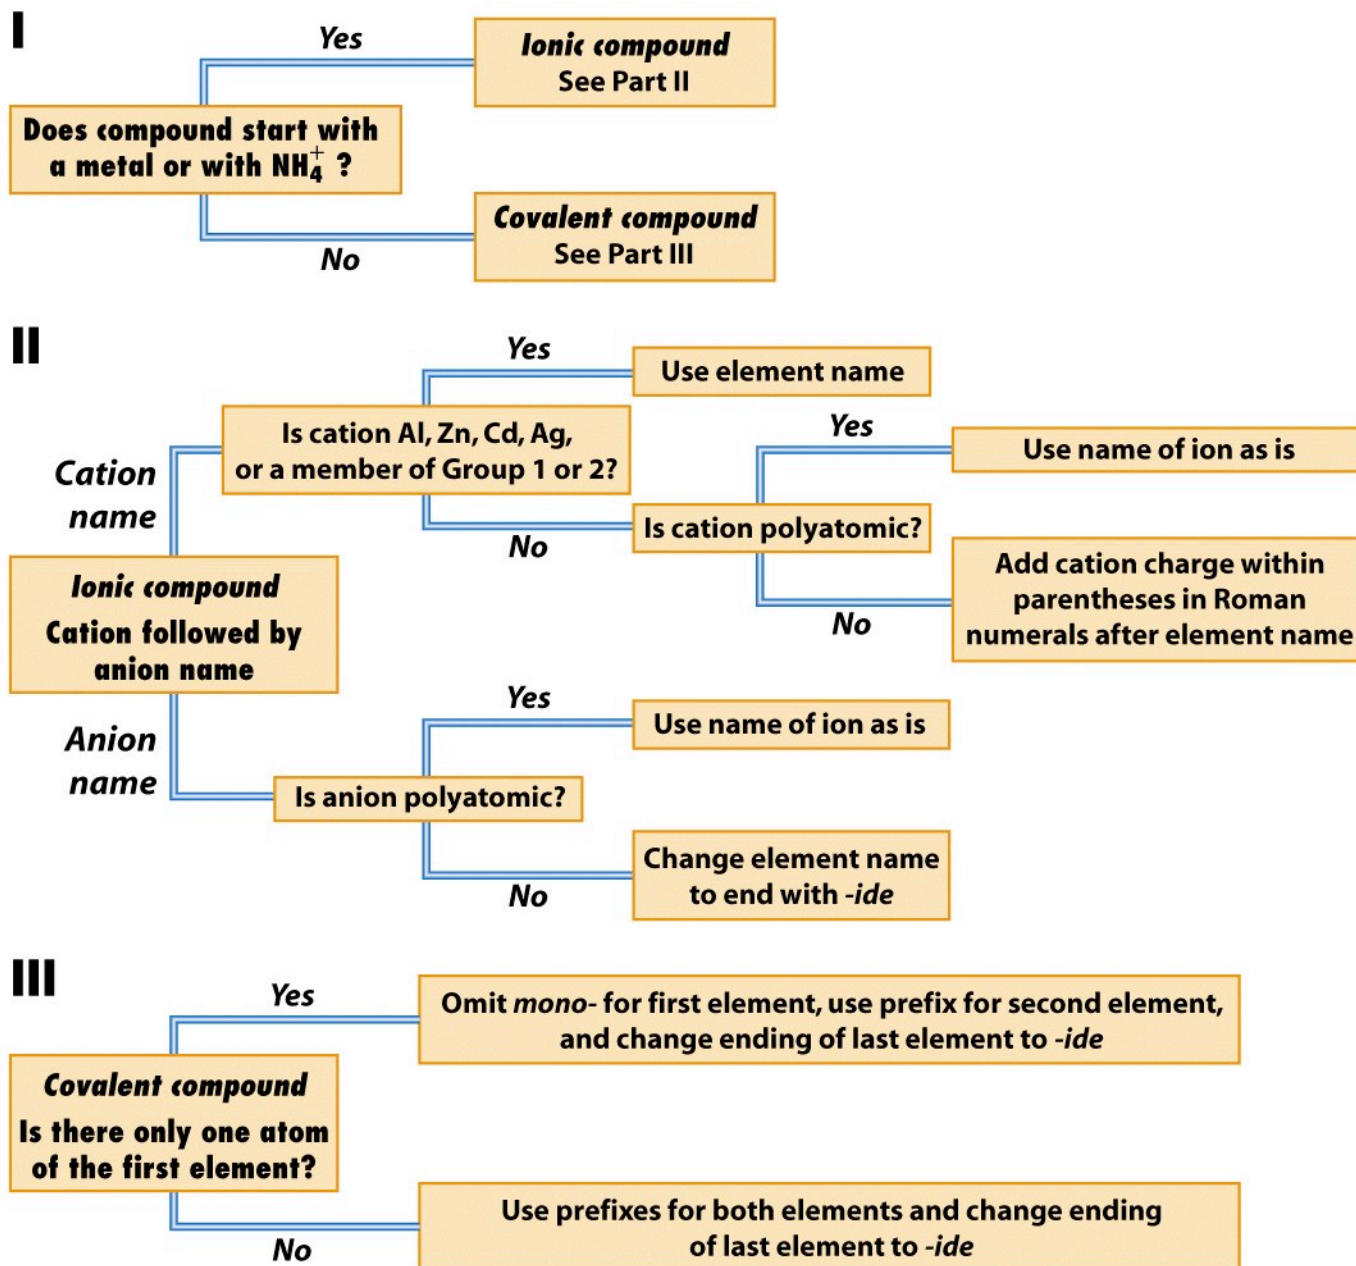 I
Yes
Ionic compound
See Part II
Does compound start with
a metal or with NH₄⁺ ?
Covalent compound
See Part III
No
II
Yes
Use element name
Is cation Al, Zn, Cd, Ag,
or a member of Group 1 or 2?
Yes
Use name of ion as is
Cation
name
No
Is cation polyatomic?
Add cation charge within
parentheses in Roman
numerals after element name
No
Ionic compound
Cation followed by
anion name
Yes
Use name of ion as is
Anion
name
Is anion polyatomic?
Change element name
to end with -ide
No
III
Yes
Omit mono- for first element, use prefix for second element,
and change ending of last element to -ide
Covalent compound
Is there only one atom
of the first element?
Use prefixes for both elements and change ending
of last element to -ide
No